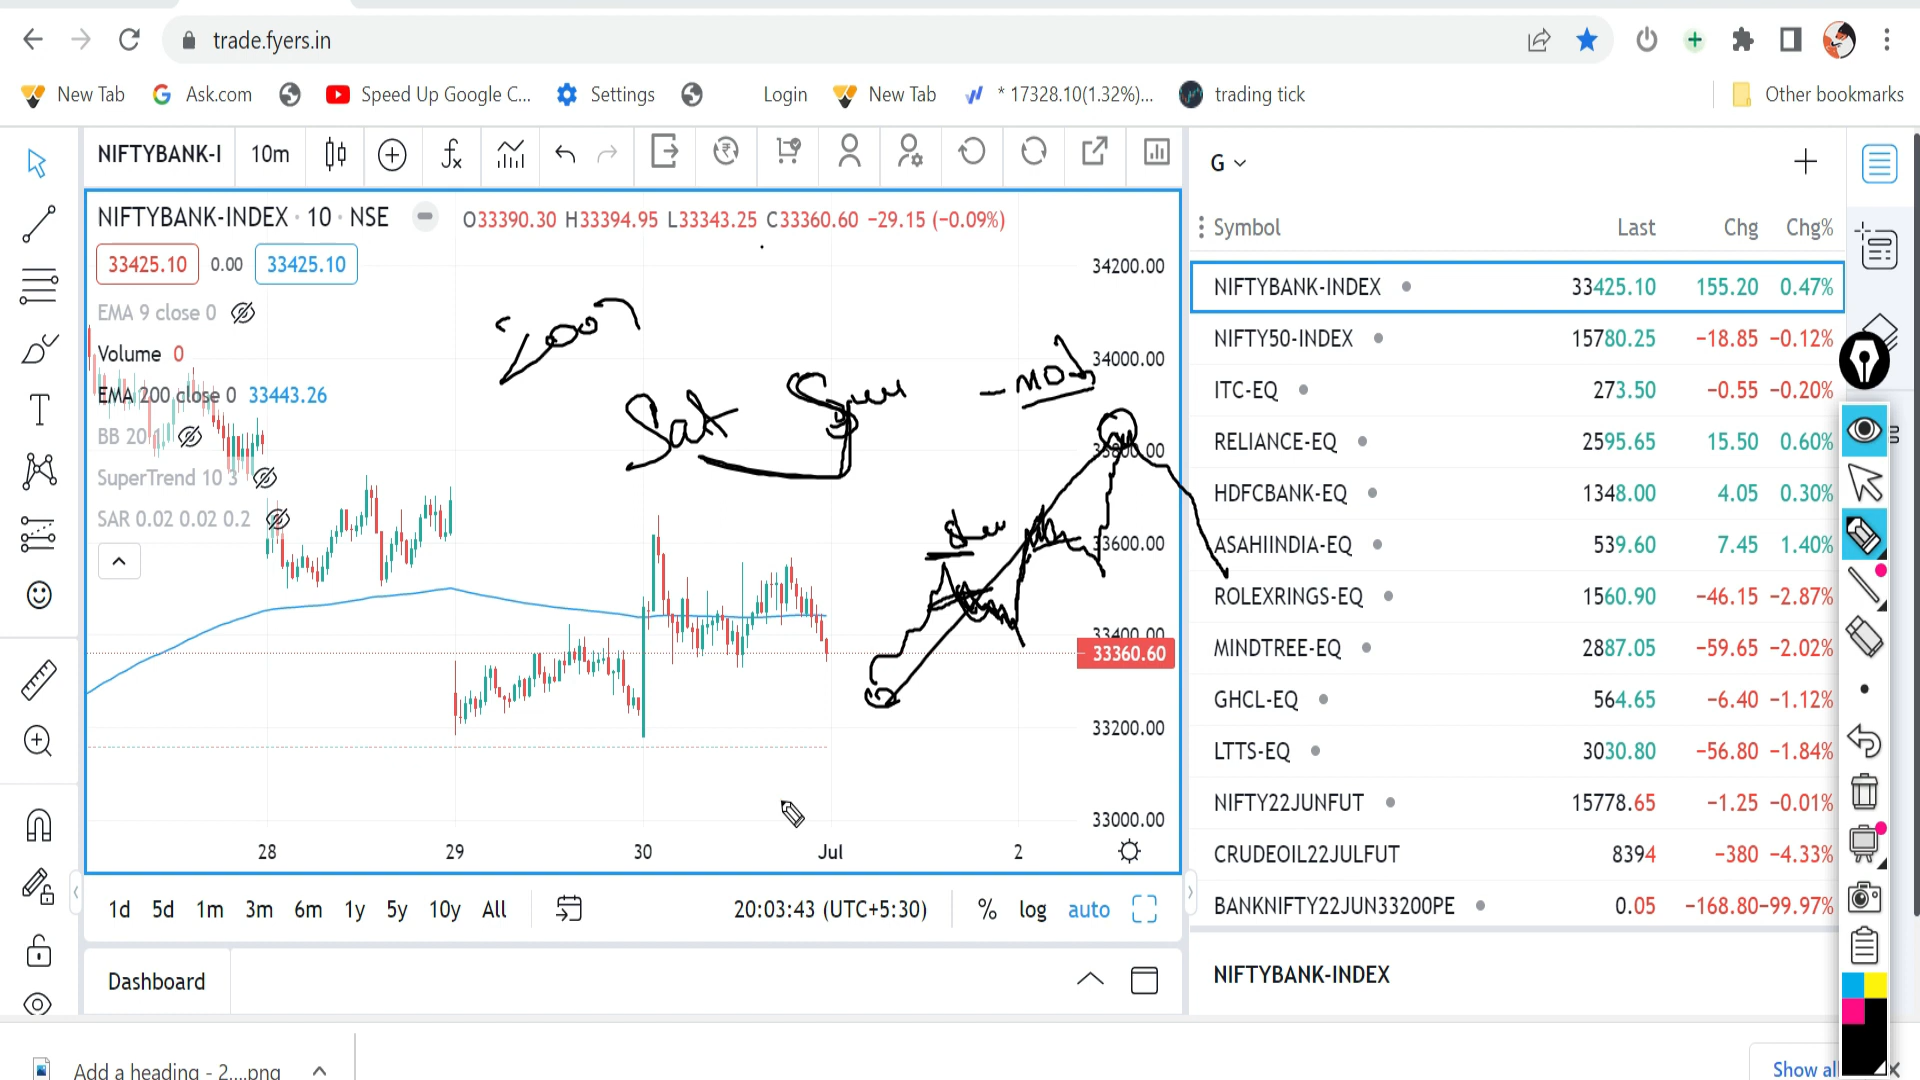 trade.fyers.in
New Tab Ask.com Speed Up Google C... Settings Login New Tab * 17328.10(1.32%)... trading tick Other bookmarks
NIFTYBANK-I 10m fx
NIFTYBANK-INDEX · 10 · NSE O33390.30 H33394.95 L33343.25 C33360.60 −29.15 (−0.09%)
33425.10 0.00 33425.10
EMA 9 close 0
Volume 0
EMA 200 close 0 33443.26
BB 20
SuperTrend 10 3
SAR 0.02 0.02 0.2
34200.00
34000.00
33800.00
33600.00
33400.00
33360.60
33200.00
33000.00
28 29 30 Jul 2
1d 5d 1m 3m 6m 1y 5y 10y All 20:03:43 (UTC+5:30) % log auto
Dashboard
G
Symbol Last Chg Chg%
NIFTYBANK-INDEX 33425.10 155.20 0.47%
NIFTY50-INDEX 15780.25 −18.85 −0.12%
ITC-EQ 273.50 −0.55 −0.20%
RELIANCE-EQ 2595.65 15.50 0.60%
HDFCBANK-EQ 1348.00 4.05 0.30%
ASAHIINDIA-EQ 539.60 7.45 1.40%
ROLEXRINGS-EQ 1560.90 −46.15 −2.87%
MINDTREE-EQ 2887.05 −59.65 −2.02%
GHCL-EQ 564.65 −6.40 −1.12%
LTTS-EQ 3030.80 −56.80 −1.84%
NIFTY22JUNFUT 15778.65 −1.25 −0.01%
CRUDEOIL22JULFUT 8394 −380 −4.33%
BANKNIFTY22JUN33200PE 0.05 −168.80 −99.97%
NIFTYBANK-INDEX
Add a heading - 2....png
Show all